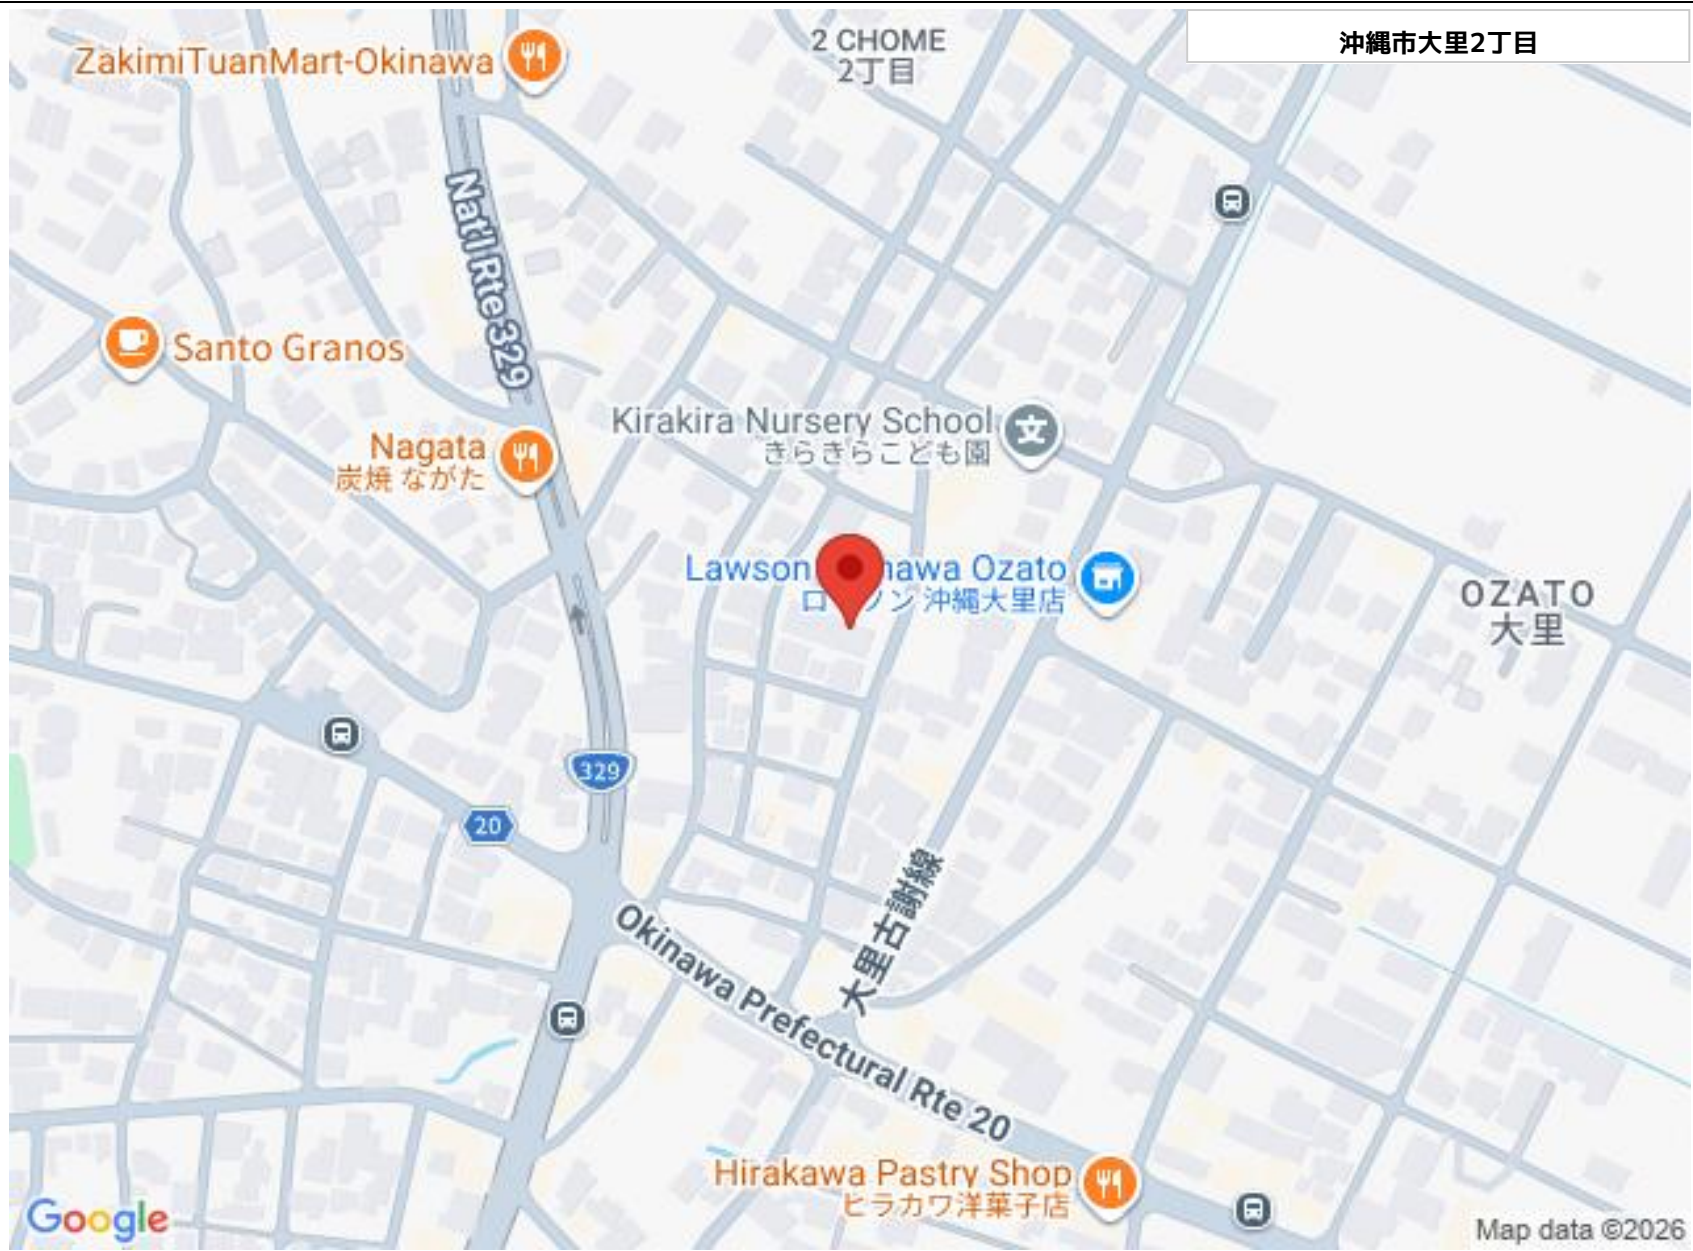 沖縄市大里2丁目
ZakimiTuanMart-Okinawa
2 CHOME
2丁目
Nat'l Rte 329
Santo Granos
Kirakira Nursery School
きらきらこども園
Nagata
炭焼 ながた
Lawson
nawa Ozato
ロ
ソン 沖縄大里店
OZATO
大里
329
20
大里古謝線
Okinawa Prefectural Rte 20
Hirakawa Pastry Shop
ヒラカワ洋菓子店
Google
Map data ©2026